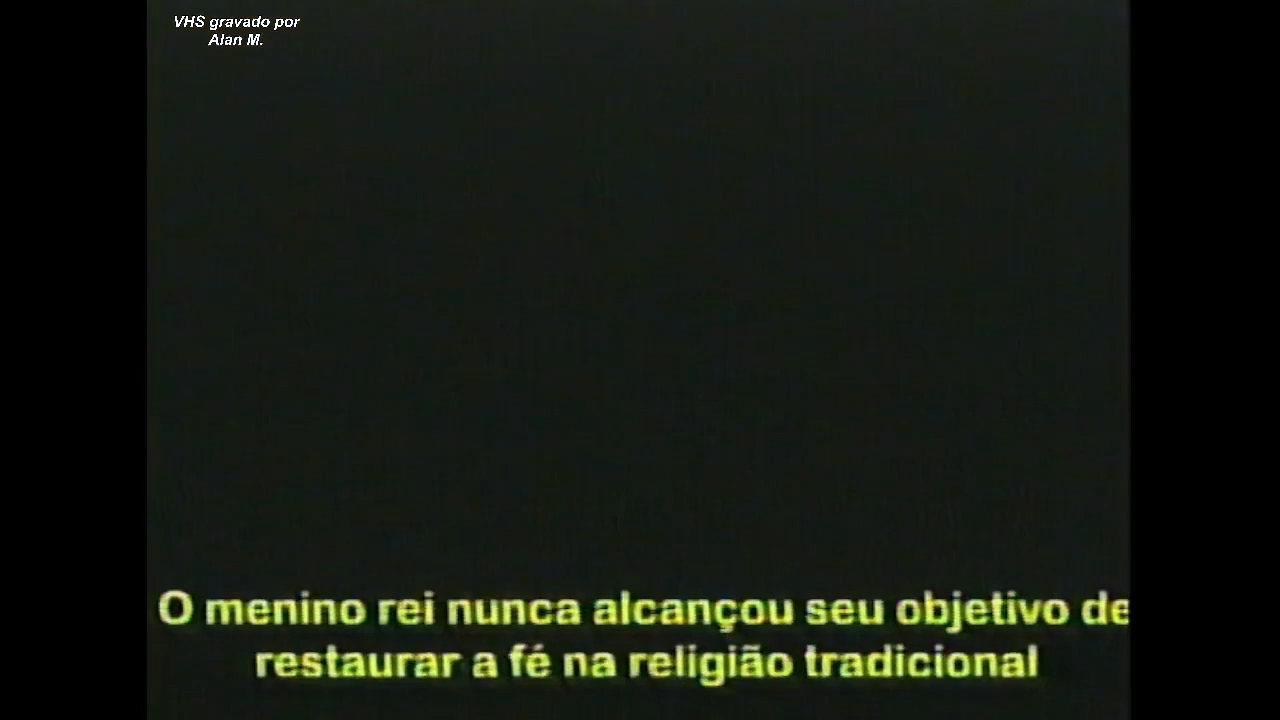 VHS gravado por
Alan M.
O menino rei nunca alcançou seu objetivo de
restaurar a fé na religião tradicional